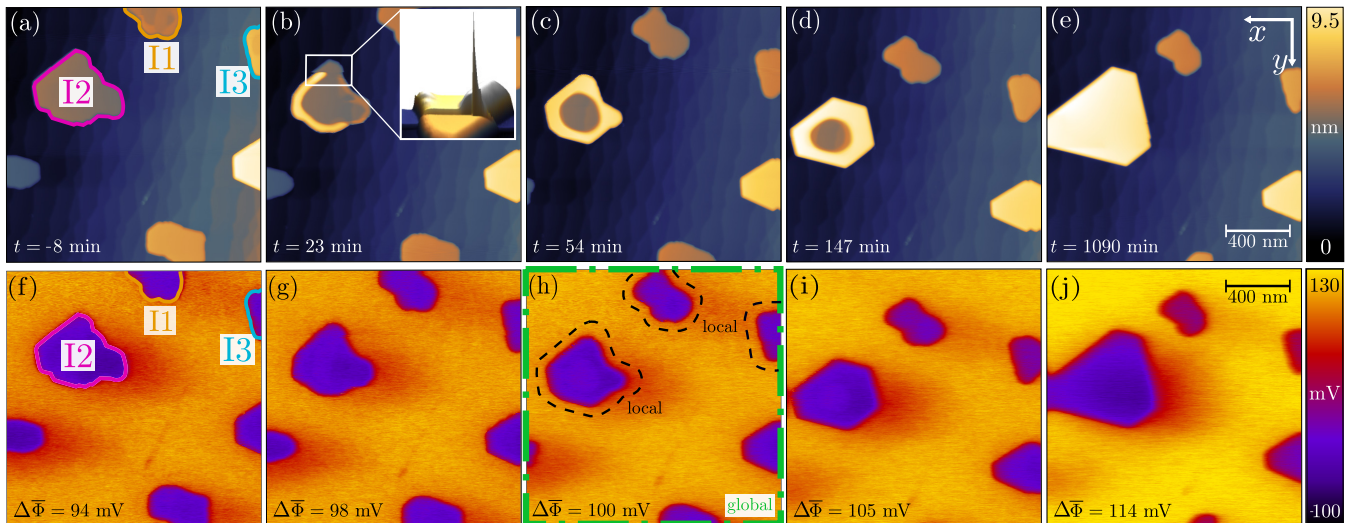 (a)
I1
I2
I3
t = -8 min
(b)
t = 23 min
(c)
t = 54 min
(d)
t = 147 min
(e)
x
y
t = 1090 min
400 nm
9.5
nm
0
(f)
I1
I2
I3
ΔΦ̅ = 94 mV
(g)
ΔΦ̅ = 98 mV
(h)
local
local
ΔΦ̅ = 100 mV
global
(i)
ΔΦ̅ = 105 mV
(j)
400 nm
ΔΦ̅ = 114 mV
130
mV
-100